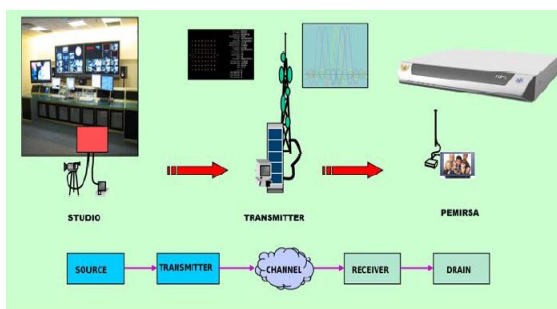 STUDIO
TRANSMITTER
PEMIRSA
SOURCE
TRANSMITTER
CHANNEL
RECEIVER
DRAIN